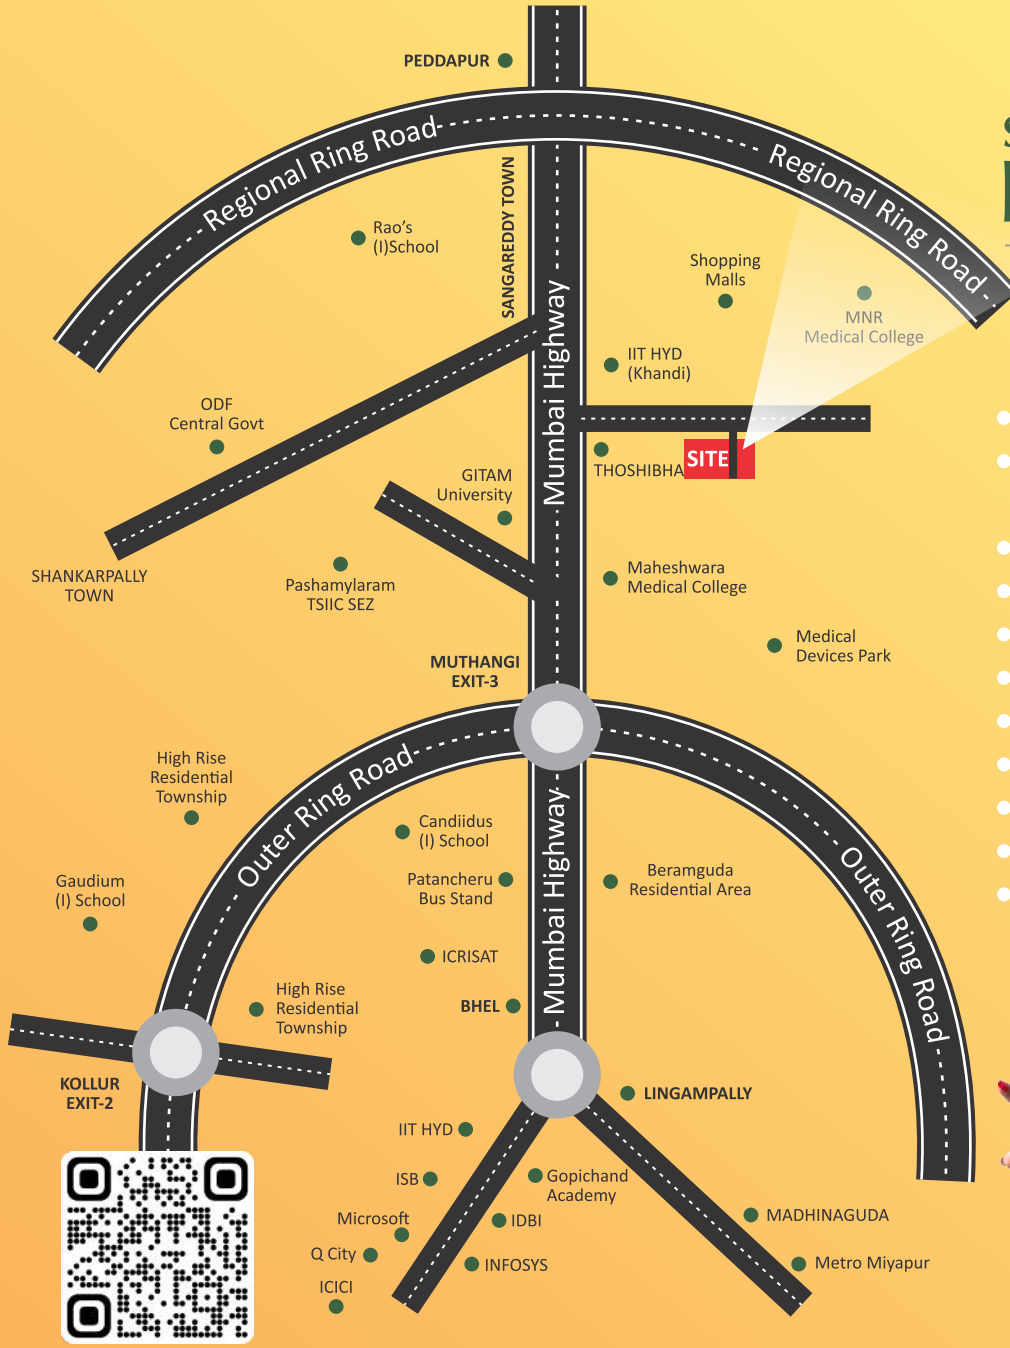 PEDDAPUR
Regional Ring Road
Regional Ring Road
SANGAREDDY TOWN
Rao's
(I)School
Shopping
Malls
MNR
Medical College
Mumbai Highway
IIT HYD
(Khandi)
ODF
Central Govt
THOSHIBHA
SITE
GITAM
University
SHANKARPALLY
TOWN
Pashamylaram
TSIIC SEZ
Maheshwara
Medical College
Medical
Devices Park
MUTHANGI
EXIT-3
High Rise
Residential
Township
Outer Ring Road
Candiidus
(I) School
Mumbai Highway
Outer Ring Road
Gaudium
(I) School
Patancheru
Bus Stand
Beramguda
Residential Area
ICRISAT
High Rise
Residential
Township
BHEL
KOLLUR
EXIT-2
LINGAMPALLY
IIT HYD
ISB
Gopichand
Academy
Microsoft
IDBI
MADHINAGUDA
Q City
INFOSYS
Metro Miyapur
ICICI